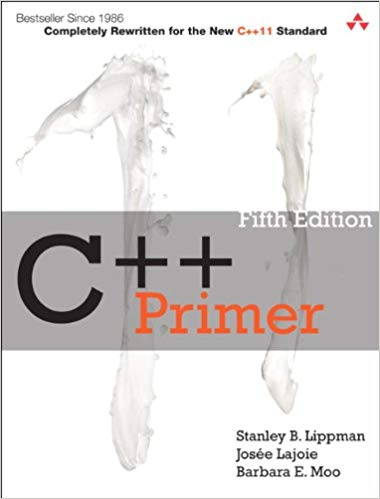 Bestseller Since 1986
Completely Rewritten for the New C++11 Standard
Fifth Edition
C++
Primer
Stanley B. Lippman
Josée Lajoie
Barbara E. Moo